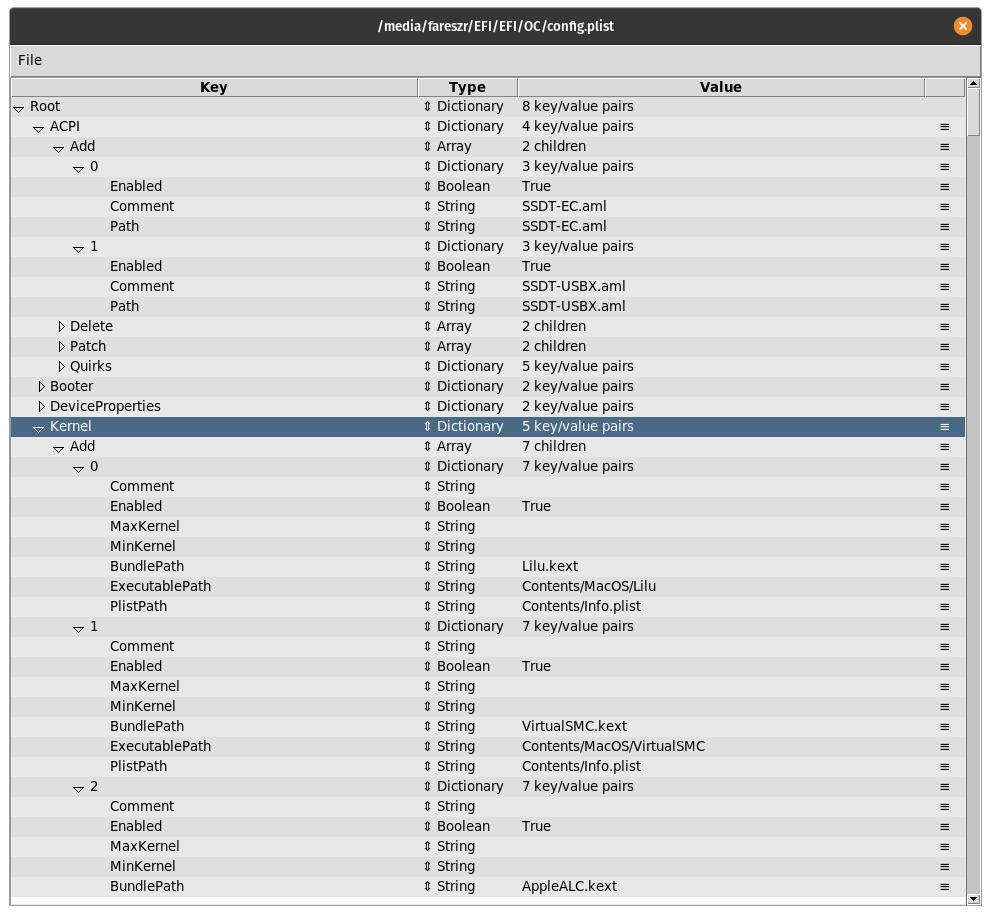 /media/fareszr/EFI/EFI/OC/config.plist
File
Key Type Value
Root Dictionary 8 key/value pairs
ACPI Dictionary 4 key/value pairs
Add Array 2 children
0 Dictionary 3 key/value pairs
Enabled Boolean True
Comment String SSDT-EC.aml
Path String SSDT-EC.aml
1 Dictionary 3 key/value pairs
Enabled Boolean True
Comment String SSDT-USBX.aml
Path String SSDT-USBX.aml
Delete Array 2 children
Patch Array 2 children
Quirks Dictionary 5 key/value pairs
Booter Dictionary 2 key/value pairs
DeviceProperties Dictionary 2 key/value pairs
Kernel Dictionary 5 key/value pairs
Add Array 7 children
0 Dictionary 7 key/value pairs
Comment String
Enabled Boolean True
MaxKernel String
MinKernel String
BundlePath String Lilu.kext
ExecutablePath String Contents/MacOS/Lilu
PlistPath String Contents/Info.plist
1 Dictionary 7 key/value pairs
Comment String
Enabled Boolean True
MaxKernel String
MinKernel String
BundlePath String VirtualSMC.kext
ExecutablePath String Contents/MacOS/VirtualSMC
PlistPath String Contents/Info.plist
2 Dictionary 7 key/value pairs
Comment String
Enabled Boolean True
MaxKernel String
MinKernel String
BundlePath String AppleALC.kext